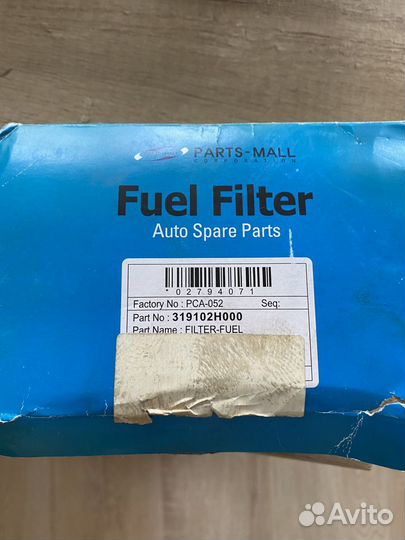 PARTS-MALL
CORPORATION
Fuel Filter
Auto Spare Parts
*02794071
Factory No : PCA-052 Seq:
Part No : 319102H000
Part Name : FILTER-FUEL
Avito